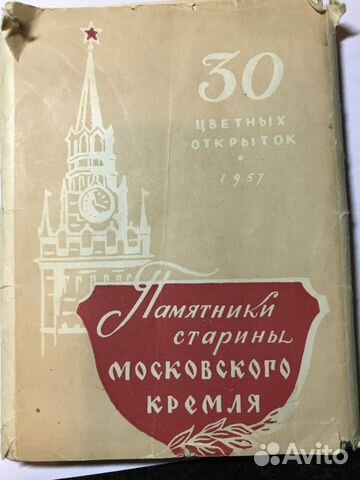 30
ЦВЕТНЫХ
ОТКРЫТОК
1957
Памятники
старины
МОСКОВСКОГО
КРЕМЛЯ
Avito